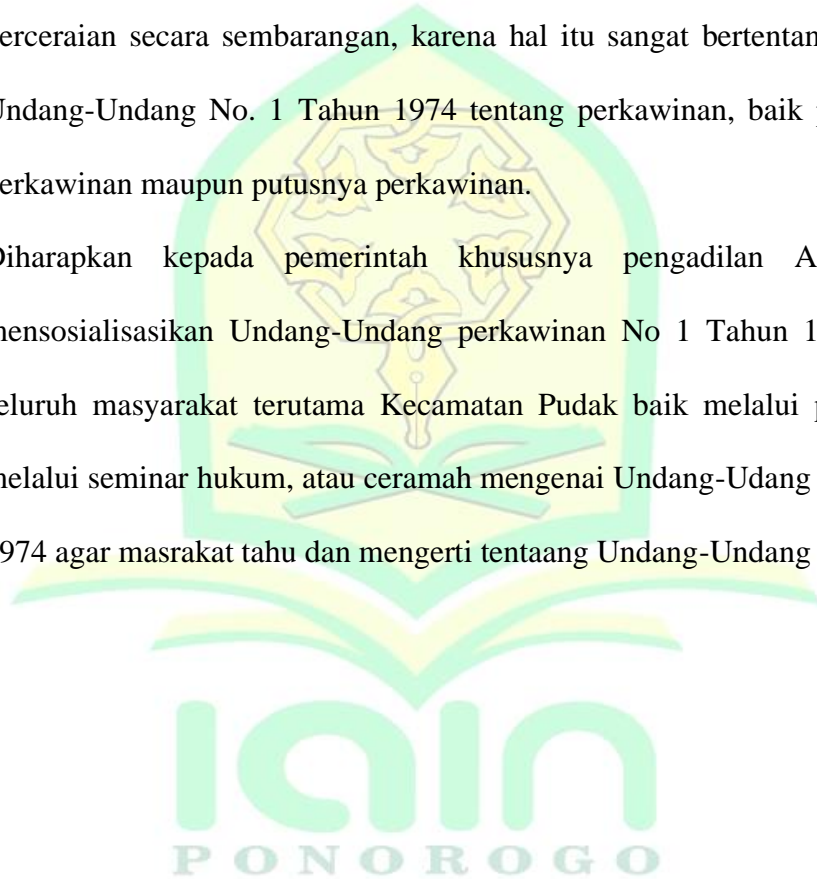 perceraian secara sembarangan, karena hal itu sangat bertentan
Undang-Undang No. 1 Tahun 1974 tentang perkawinan, baik p
perkawinan maupun putusnya perkawinan.
Diharapkan kepada pemerintah khususnya pengadilan A
mensosialisasikan Undang-Undang perkawinan No 1 Tahun 1
seluruh masyarakat terutama Kecamatan Pudak baik melalui p
melalui seminar hukum, atau ceramah mengenai Undang-Udang
1974 agar masrakat tahu dan mengerti tentaang Undang-Undang
iain
PONOROGO